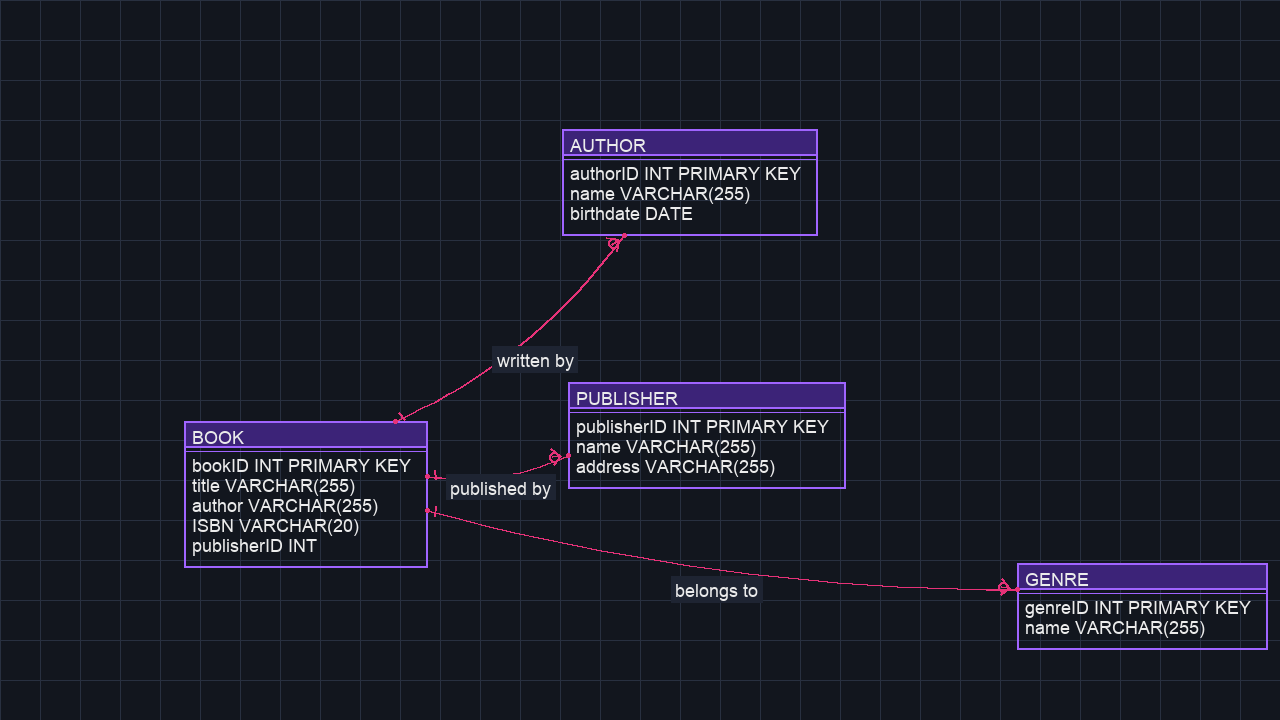 AUTHOR
authorID INT PRIMARY KEY
name VARCHAR(255)
birthdate DATE
written by
PUBLISHER
publisherID INT PRIMARY KEY
name VARCHAR(255)
address VARCHAR(255)
BOOK
bookID INT PRIMARY KEY
title VARCHAR(255)
author VARCHAR(255)
ISBN VARCHAR(20)
publisherID INT
published by
belongs to
GENRE
genreID INT PRIMARY KEY
name VARCHAR(255)